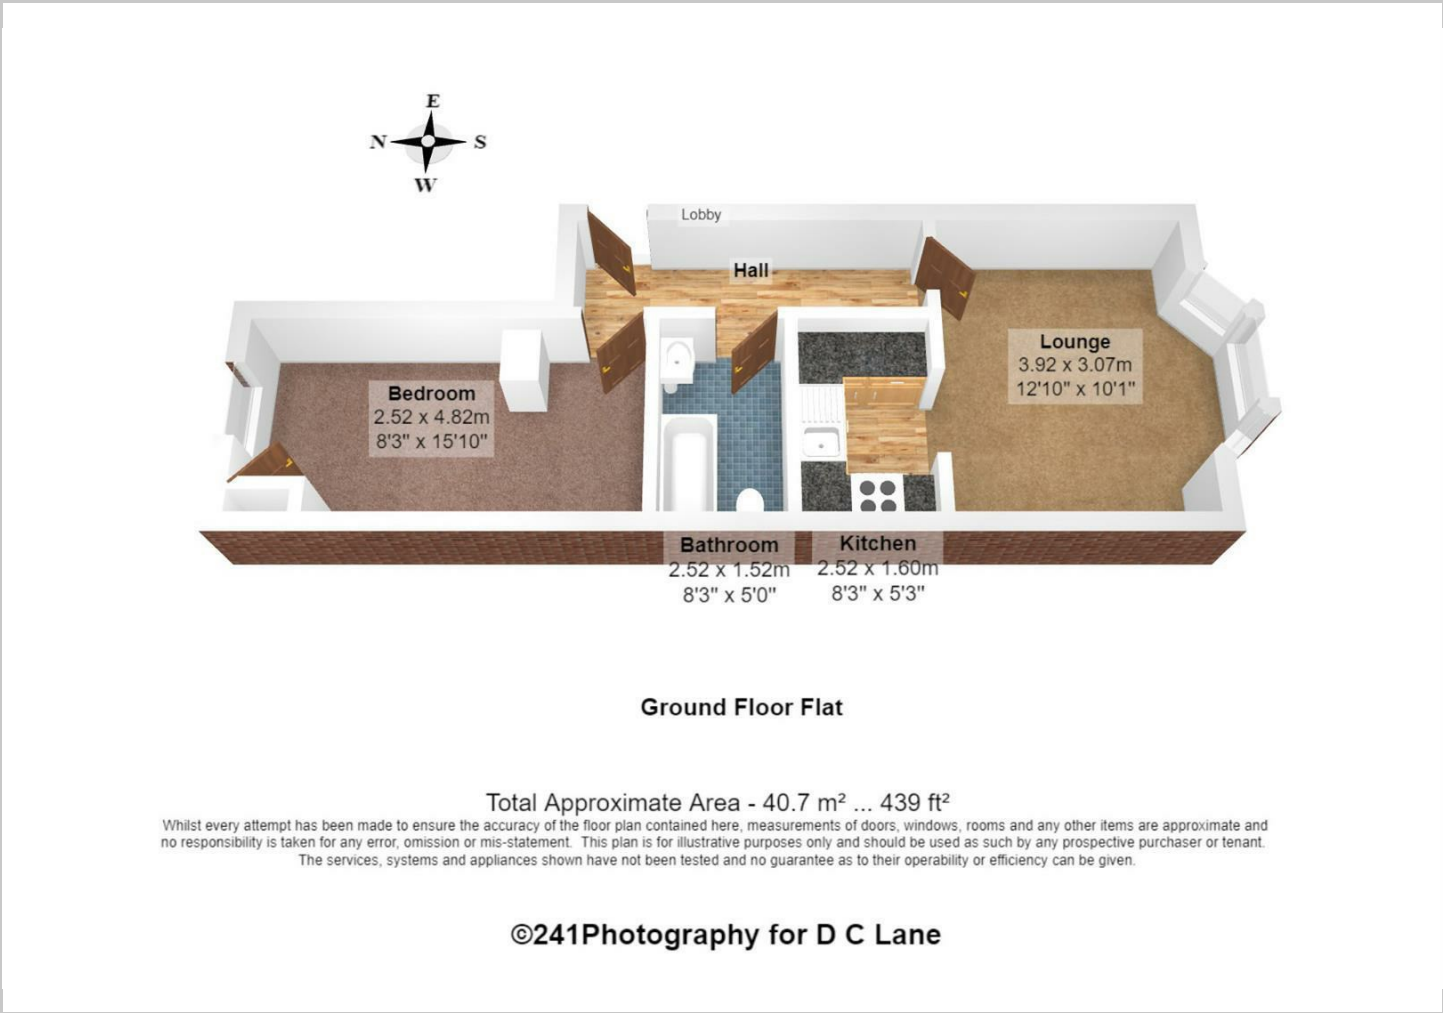 E
N S
W
Lobby
Hall
Lounge
3.92 x 3.07m
12'10" x 10'1"
Bedroom
2.52 x 4.82m
8'3" x 15'10"
Bathroom
2.52 x 1.52m
8'3" x 5'0"
Kitchen
2.52 x 1.60m
8'3" x 5'3"
Ground Floor Flat
Total Approximate Area - 40.7 m² ... 439 ft²
Whilst every attempt has been made to ensure the accuracy of the floor plan contained here, measurements of doors, windows, rooms and any other items are approximate and
no responsibility is taken for any error, omission or mis-statement. This plan is for illustrative purposes only and should be used as such by any prospective purchaser or tenant.
The services, systems and appliances shown have not been tested and no guarantee as to their operability or efficiency can be given.
©241Photography for D C Lane